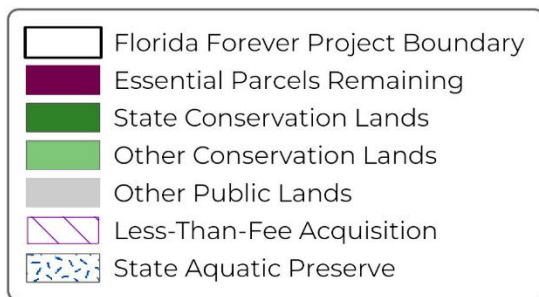 Florida Forever Project Boundary
Essential Parcels Remaining
State Conservation Lands
Other Conservation Lands
Other Public Lands
Less-Than-Fee Acquisition
State Aquatic Preserve